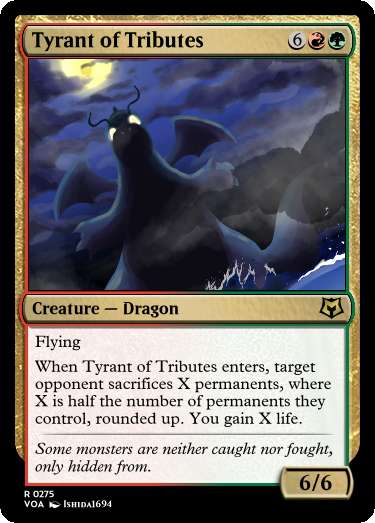 Tyrant of Tributes 6
Creature — Dragon
Flying
When Tyrant of Tributes enters, target
opponent sacrifices X permanents, where
X is half the number of permanents they
control, rounded up. You gain X life.
Some monsters are neither caught nor fought,
only hidden from.
6/6
R 0275
VOA Ishida1694